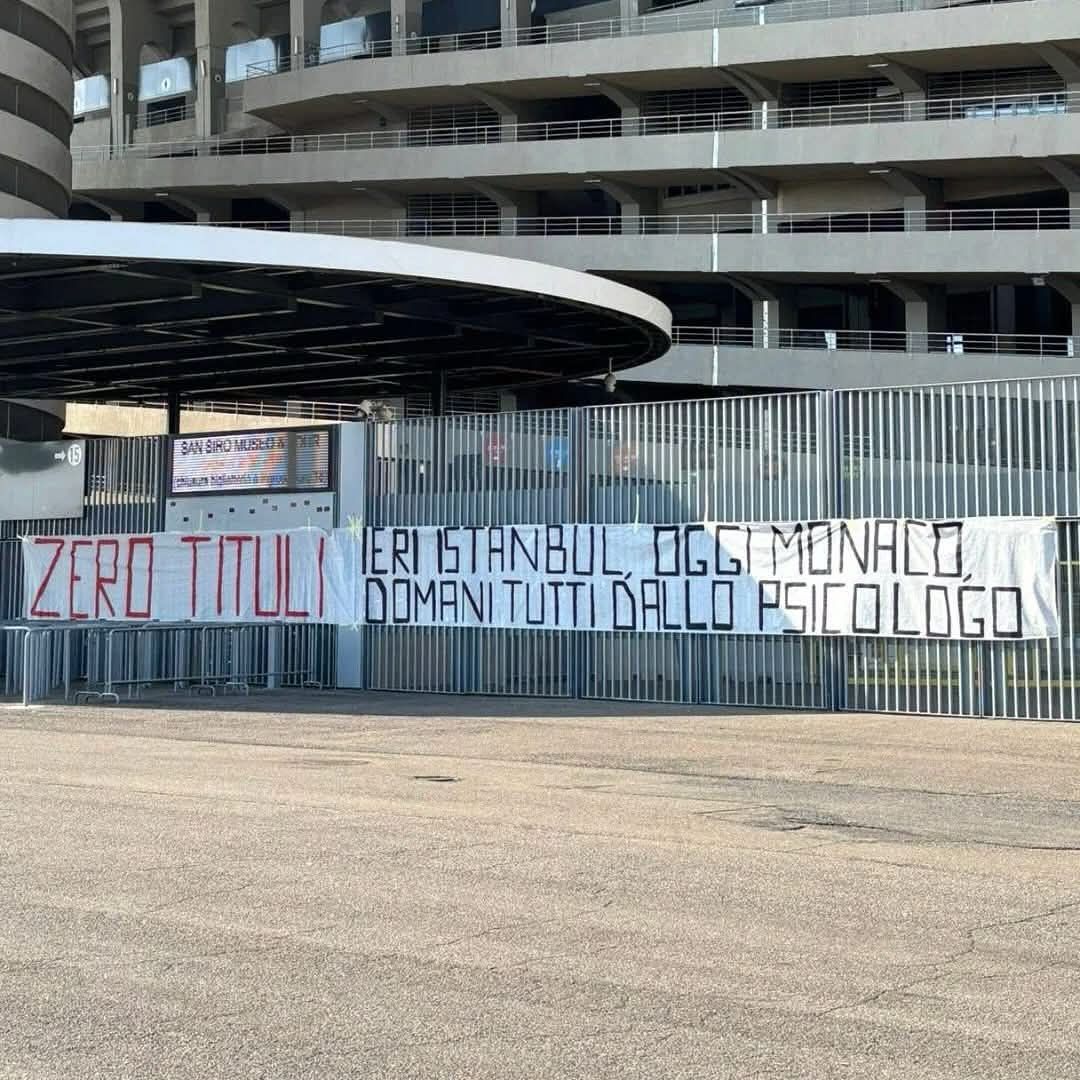 SAN SIRO MUSEO
15
ZERO TITULI
IERI ISTANBUL, OGGI MONACO,
DOMANI TUTTI DALLO PSICOLOGO